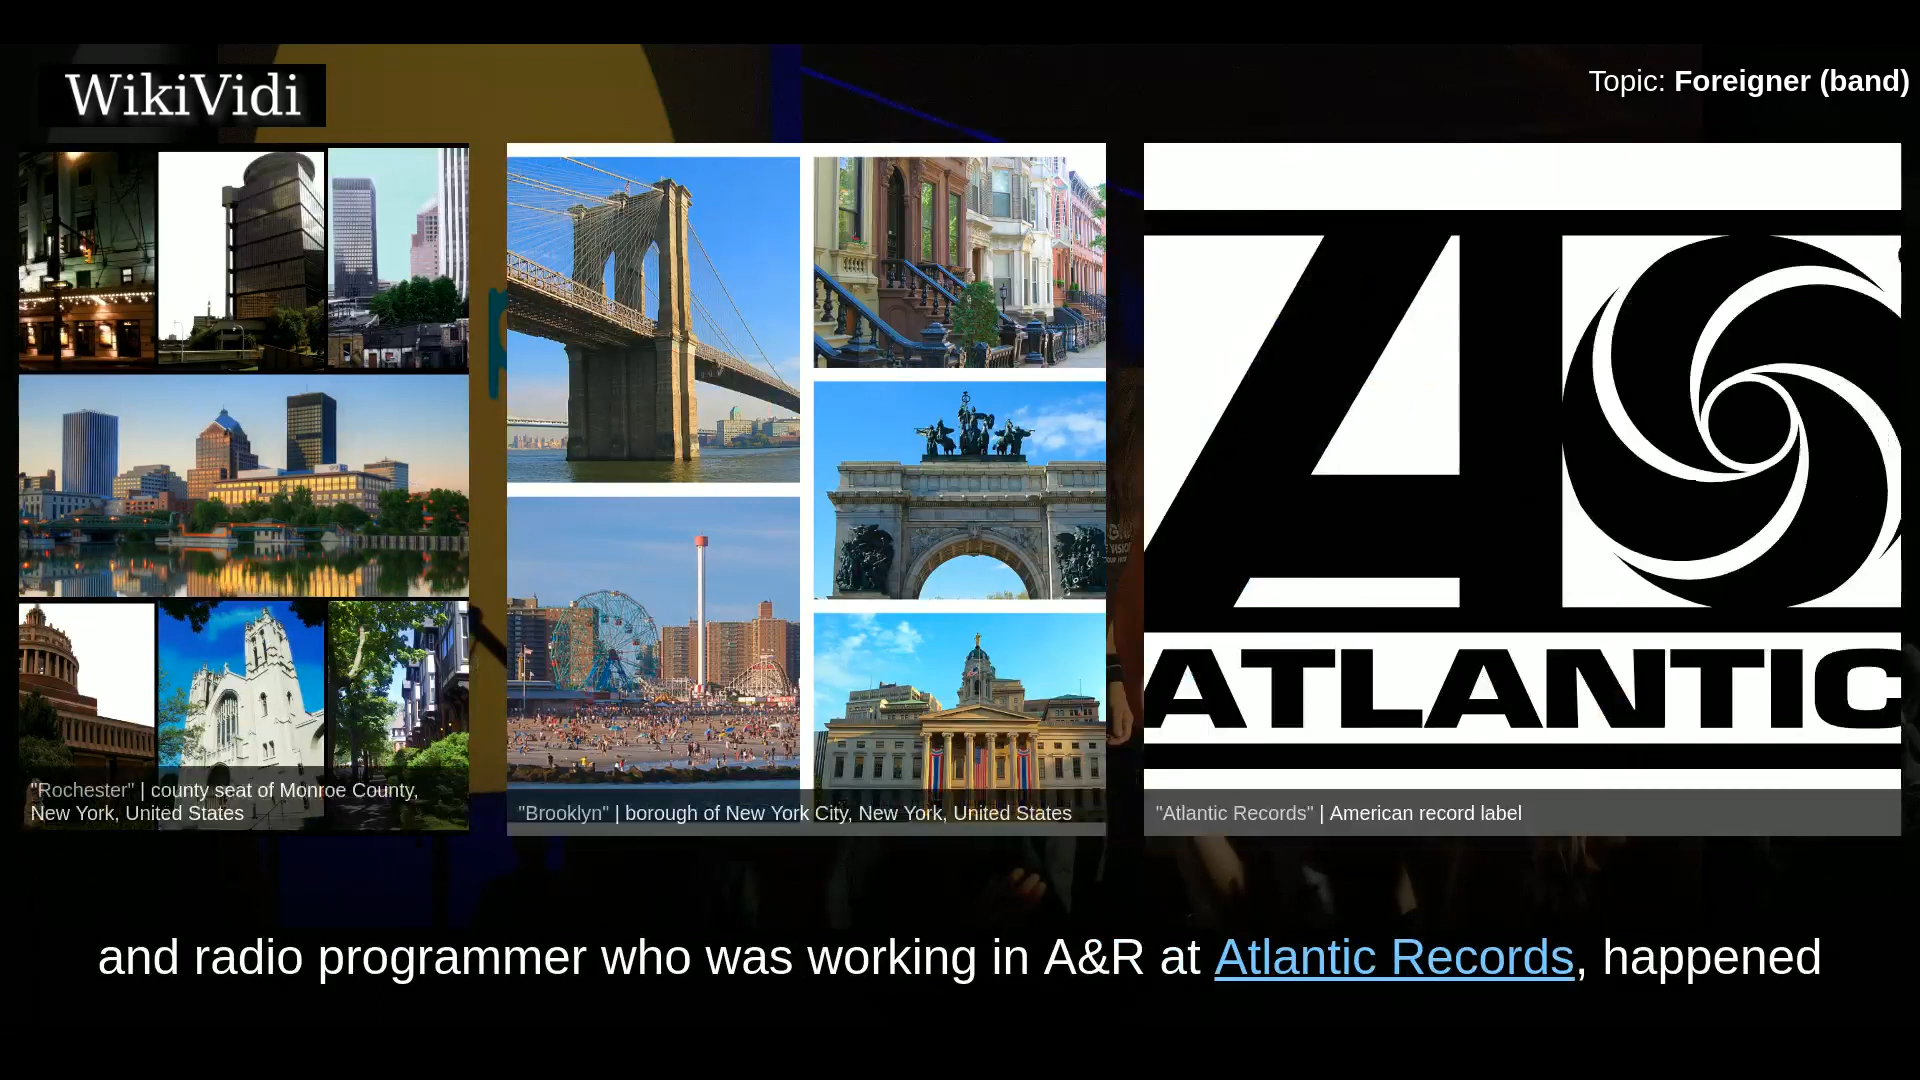 WikiVidi
Topic: Foreigner (band)
ATLANTIC
"Rochester" | county seat of Monroe County,
New York, United States
"Brooklyn" | borough of New York City, New York, United States
"Atlantic Records" | American record label
and radio programmer who was working in A&R at Atlantic Records, happened